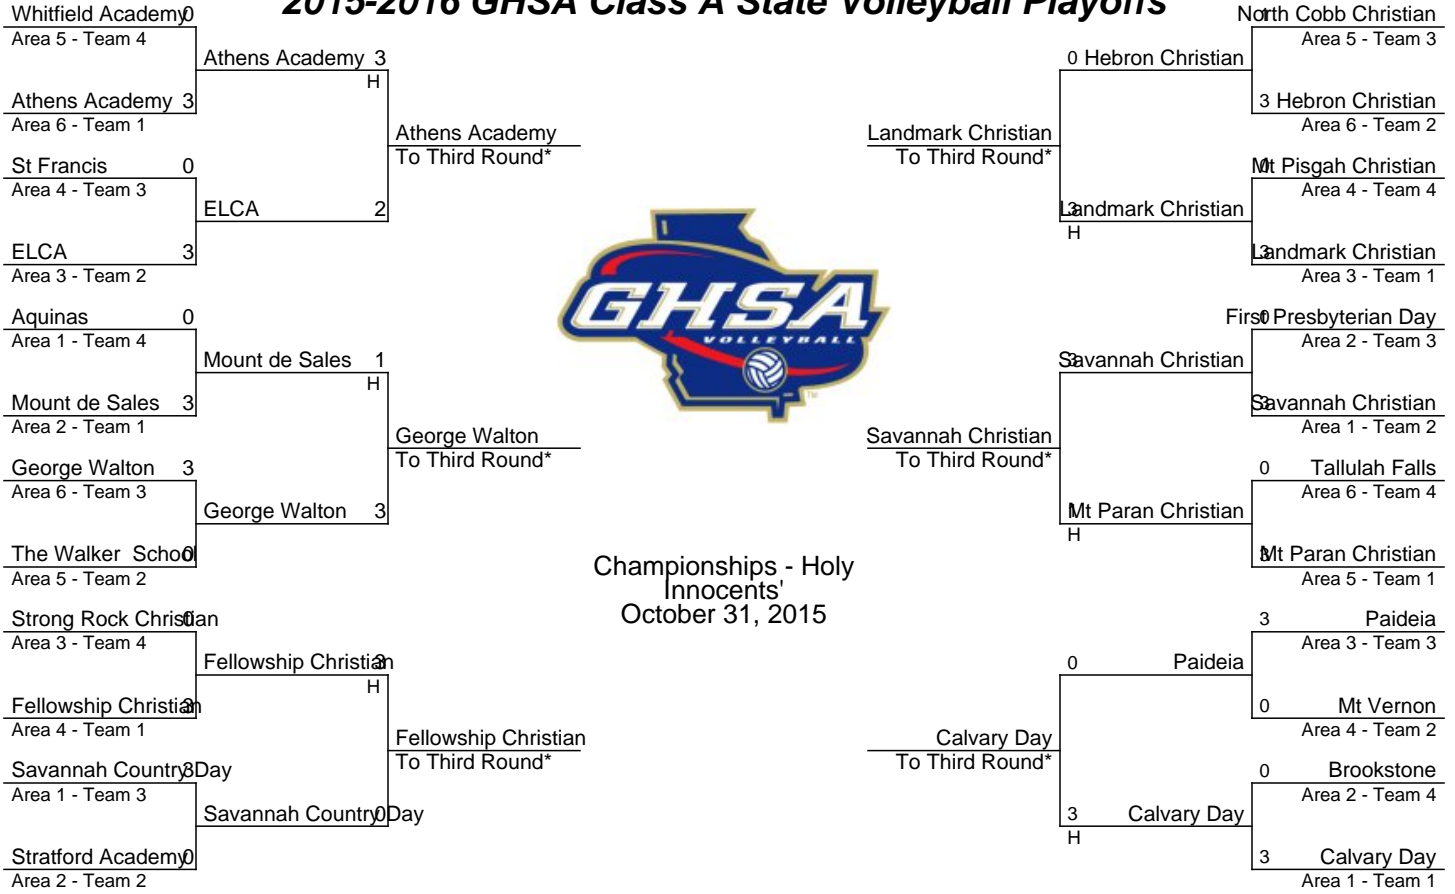 2015-2016 GHSA Class A State Volleyball Playoffs
Whitfield Academy 0
Area 5 - Team 4
Athens Academy 3
H
Athens Academy 3
Area 6 - Team 1
Athens Academy
To Third Round*
St Francis 0
Area 4 - Team 3
ELCA 2
ELCA 3
Area 3 - Team 2
Aquinas 0
Area 1 - Team 4
Mount de Sales 1
H
Mount de Sales 3
Area 2 - Team 1
George Walton
To Third Round*
George Walton 3
Area 6 - Team 3
George Walton 3
The Walker School 0
Area 5 - Team 2
Strong Rock Christian 0
Area 3 - Team 4
Fellowship Christian 3
H
Fellowship Christian 3
Area 4 - Team 1
Fellowship Christian
To Third Round*
Savannah Country Day 3
Area 1 - Team 3
Savannah Country Day 0
Stratford Academy 0
Area 2 - Team 2
GHSA
VOLLEYBALL
TM
Championships - Holy
Innocents'
October 31, 2015
1 North Cobb Christian
Area 5 - Team 3
0 Hebron Christian
3 Hebron Christian
Area 6 - Team 2
Landmark Christian
To Third Round*
0 Mt Pisgah Christian
Area 4 - Team 4
3 Landmark Christian
H
3 Landmark Christian
Area 3 - Team 1
0 First Presbyterian Day
Area 2 - Team 3
3 Savannah Christian
3 Savannah Christian
Area 1 - Team 2
Savannah Christian
To Third Round*
0 Tallulah Falls
Area 6 - Team 4
1 Mt Paran Christian
H
3 Mt Paran Christian
Area 5 - Team 1
3 Paideia
Area 3 - Team 3
0 Paideia
0 Mt Vernon
Area 4 - Team 2
Calvary Day
To Third Round*
0 Brookstone
Area 2 - Team 4
3 Calvary Day
H
3 Calvary Day
Area 1 - Team 1